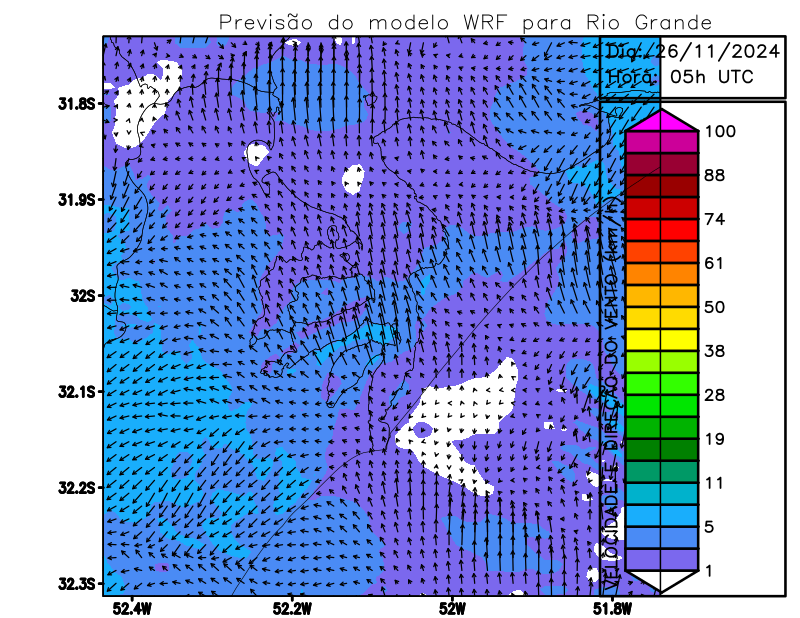 Previsão do modelo WRF para Rio Grande
Dia: 26/11/2024
Hora: 05h UTC
31.8S
31.9S
32S
32.1S
32.2S
32.3S
52.4W
52.2W
52W
51.8W
VELOCIDADE E DIREÇÃO DO VENTO (km/h)
100
88
74
61
50
38
28
19
11
5
1